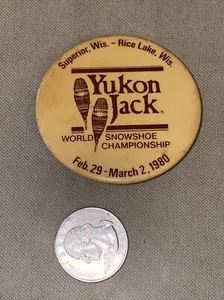 Superior, Wis. – Rice Lake, Wis.
Yukon
Jack®
WORLD SNOWSHOE
CHAMPIONSHIP
Feb. 29 - March 2, 1980